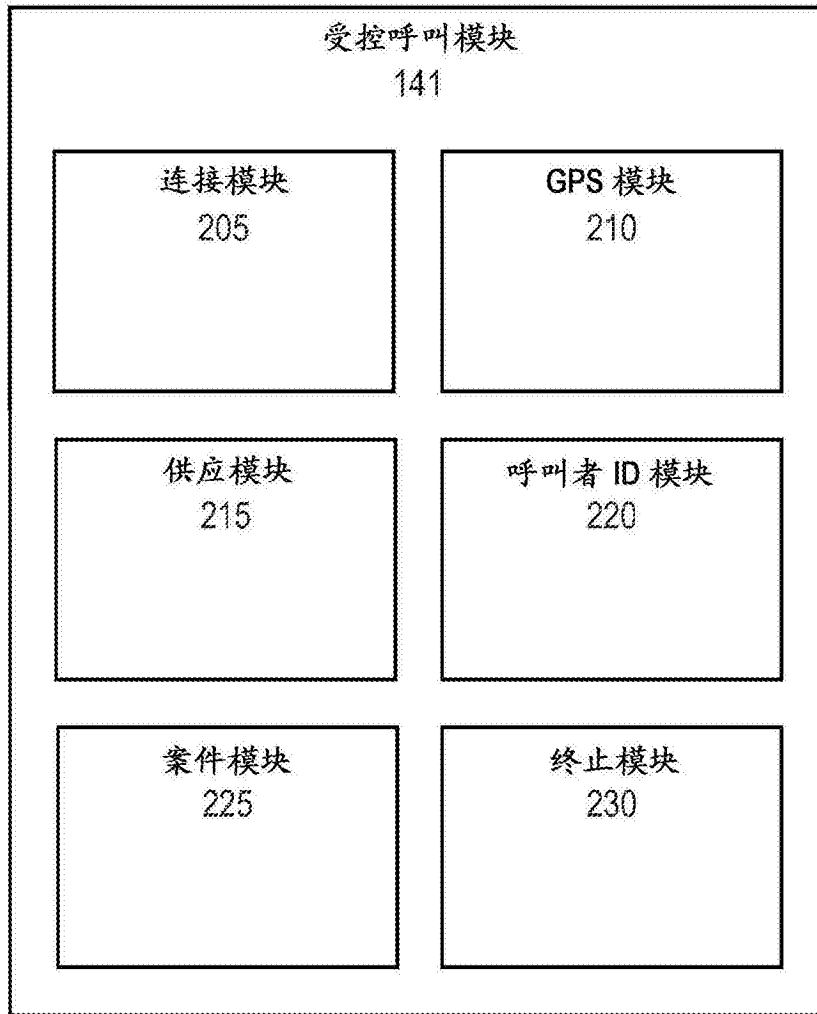 受控呼叫模块
141
连接模块
205
GPS 模块
210
供应模块
215
呼叫者 ID 模块
220
案件模块
225
终止模块
230